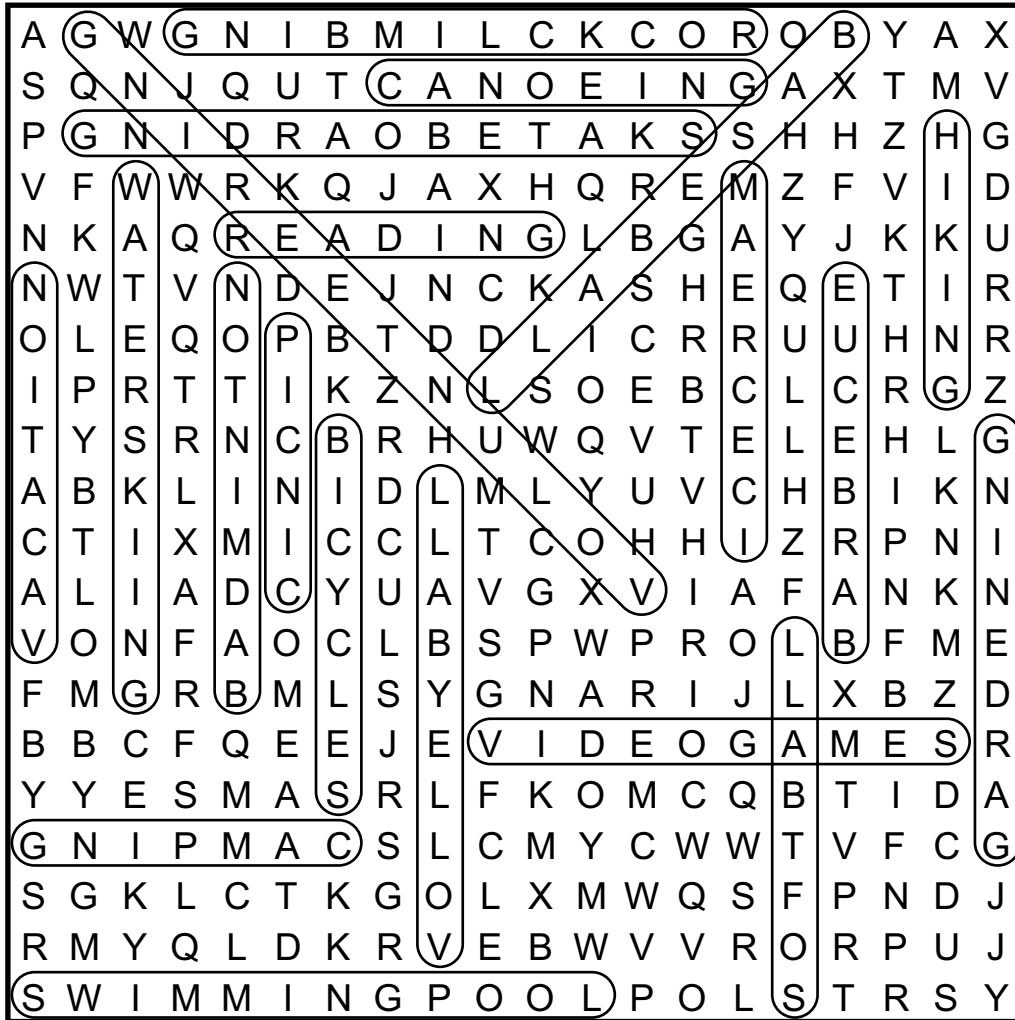 A G W G N I B M I L C K C O R O B Y A X
S Q N J Q U T C A N O E I N G A X T M V
P G N I D R A O B E T A K S S H H Z H G
V F W W R K Q J A X H Q R E M Z F V I D
N K A Q R E A D I N G L B G A Y J K K U
N W T V N D E J N C K A S H E Q E T I R
O L E Q O P B T D D L I C R R U U H N R
I P R T T I K Z N L S O E B C L C R G Z
T Y S R N C B R H U W Q V T E L E H L G
A B K L I N I D L M L Y U V C H B I K N
C T I X M I C C L T C O H H I Z R P N I
A L I A D C Y U A V G X V I A F A N K N
V O N F A O C L B S P W P R O L B F M E
F M G R B M L S Y G N A R I J L X B Z D
B B C F Q E E J E V I D E O G A M E S R
Y Y E S M A S R L F K O M C Q B T I D A
G N I P M A C S L C M Y C W W T V F C G
S G K L C T K G O L X M W Q S F P N D J
R M Y Q L D K R V E B W V V R O R P U J
S W I M M I N G P O O L P O L S T R S Y